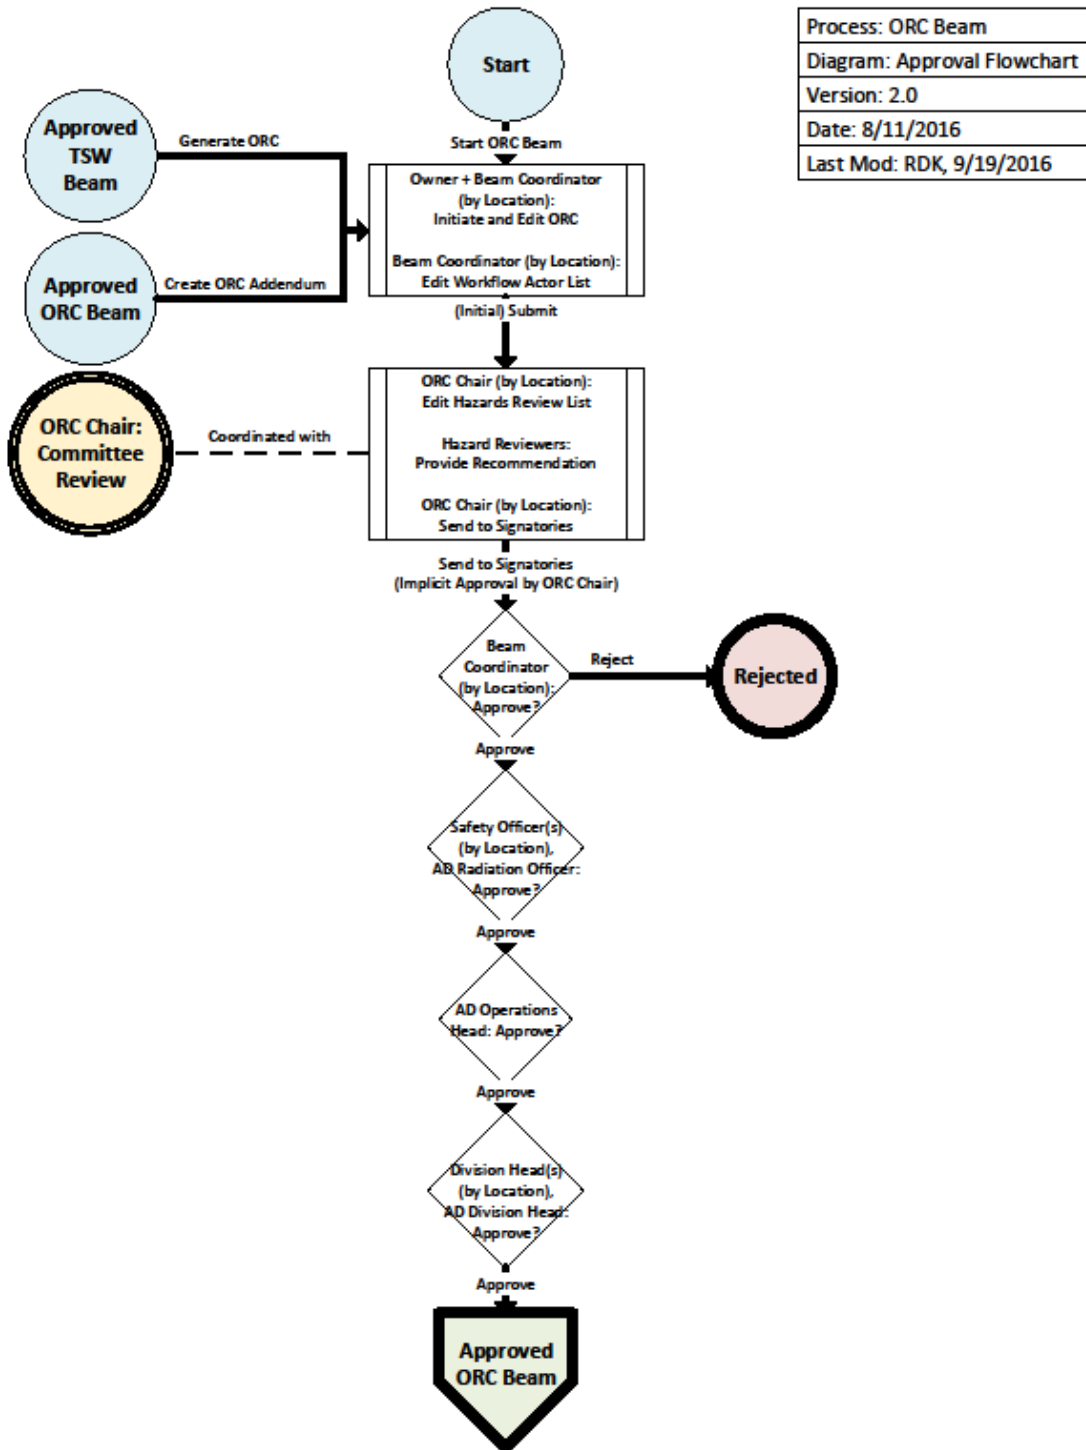 Start
Process: ORC Beam
Diagram: Approval Flowchart
Version: 2.0
Date: 8/11/2016
Last Mod: RDK, 9/19/2016
Approved
TSW
Beam
Generate ORC
Start ORC Beam
Owner + Beam Coordinator
(by Location):
Initiate and Edit ORC
Beam Coordinator (by Location):
Edit Workflow Actor List
Approved
ORC Beam
Create ORC Addendum
(Initial) Submit
ORC Chair:
Committee
Review
Coordinated with
ORC Chair (by Location):
Edit Hazards Review List
Hazard Reviewers:
Provide Recommendation
ORC Chair (by Location):
Send to Signatories
Send to Signatories
(Implicit Approval by ORC Chair)
Beam
Coordinator
(by Location):
Approve?
Reject
Rejected
Approve
Safety Officer(s)
(by Location),
AD Radiation Officer:
Approve?
Approve
AD Operations
Head: Approve?
Approve
Division Head(s)
(by Location),
AD Division Head:
Approve?
Approve
Approved
ORC Beam